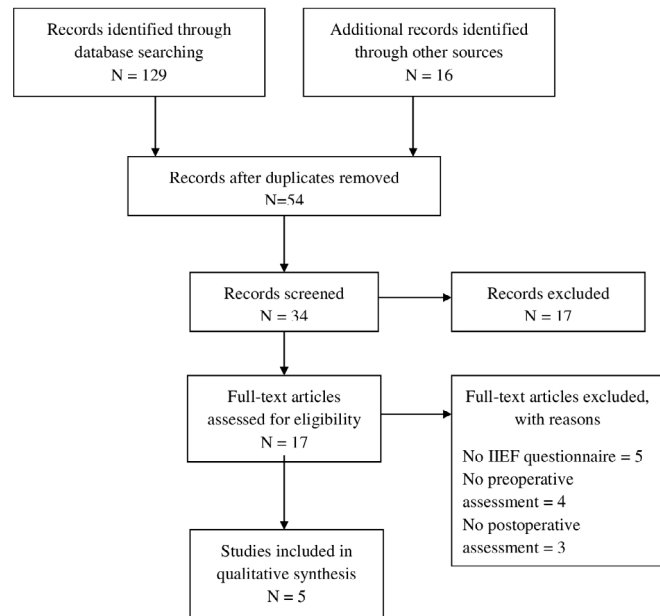 Records identified through
database searching
N = 129
Additional records identified
through other sources
N = 16
Records after duplicates removed
N=54
Records screened
N = 34
Records excluded
N = 17
Full-text articles
assessed for eligibility
N = 17
Full-text articles excluded,
with reasons
No IIEF questionnaire = 5
No preoperative
assessment = 4
No postoperative
assessment = 3
Studies included in
qualitative synthesis
N = 5